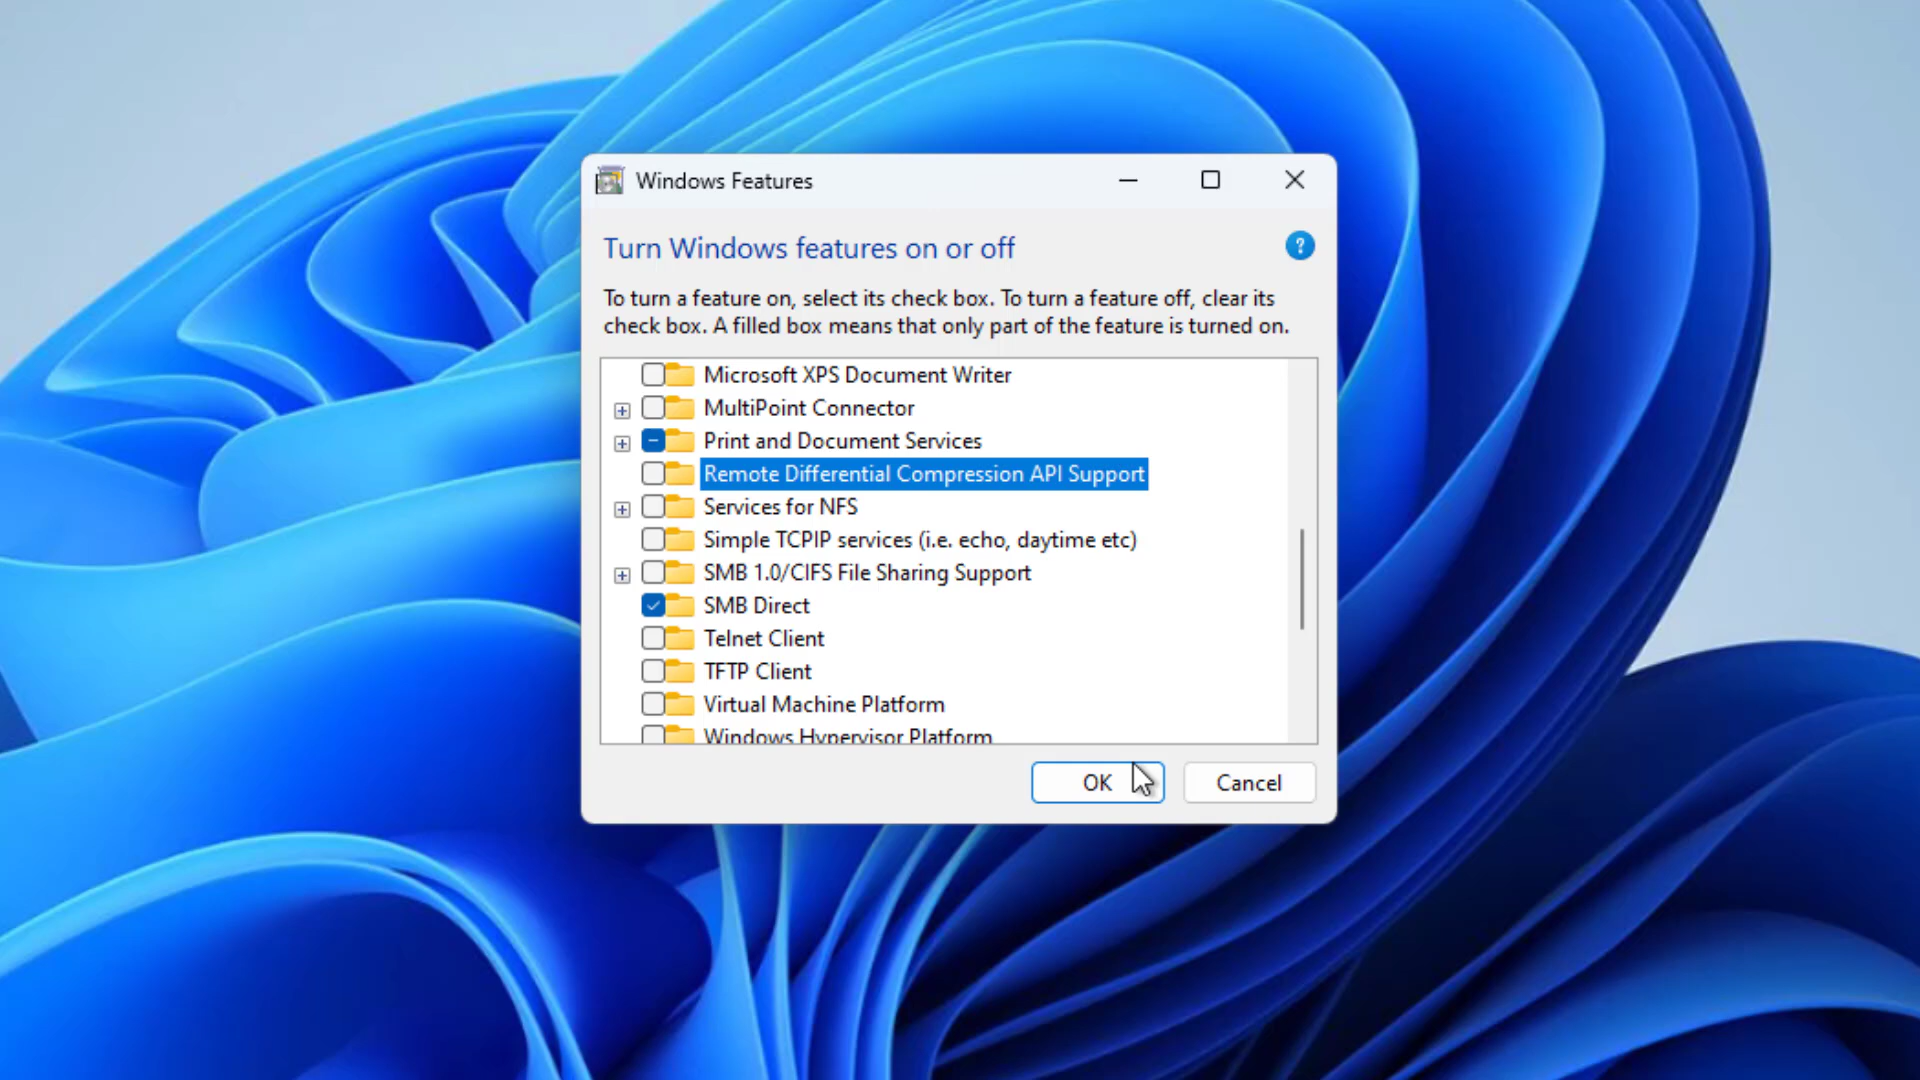 Windows Features
Turn Windows features on or off
?
To turn a feature on, select its check box. To turn a feature off, clear its
check box. A filled box means that only part of the feature is turned on.
Microsoft XPS Document Writer
MultiPoint Connector
Print and Document Services
Remote Differential Compression API Support
Services for NFS
Simple TCPIP services (i.e. echo, daytime etc)
SMB 1.0/CIFS File Sharing Support
SMB Direct
Telnet Client
TFTP Client
Virtual Machine Platform
Windows Hypervisor Platform
OK
Cancel